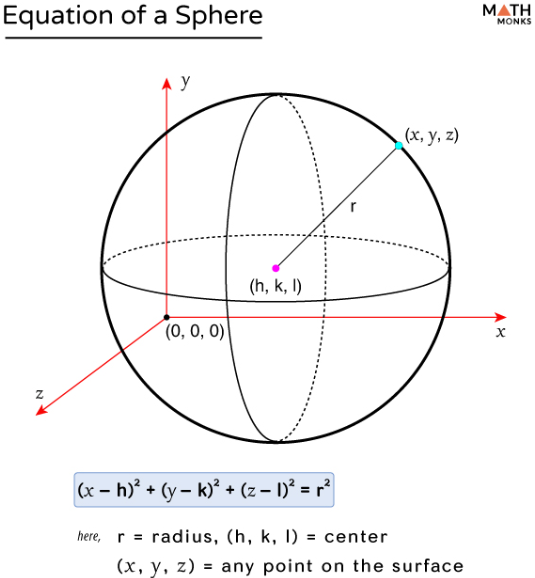 Equation of a Sphere
MATH
MONKS
y
(x, y, z)
r
(h, k, l)
(0, 0, 0)
x
z
(x – h)² + (y – k)² + (z – l)² = r²
here, r = radius, (h, k, l) = center
(x, y, z) = any point on the surface